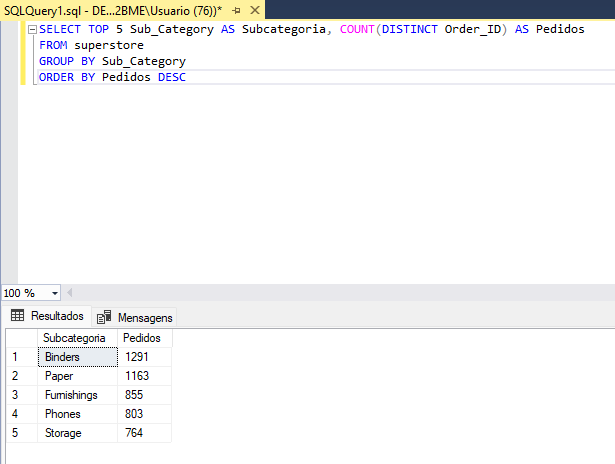 SQLQuery1.sql - DE...2BME\Usuario (76))*
SELECT TOP 5 Sub_Category AS Subcategoria, COUNT(DISTINCT Order_ID) AS Pedidos
FROM superstore
GROUP BY Sub_Category
ORDER BY Pedidos DESC
100 %
Resultados Mensagens
Subcategoria Pedidos
1 Binders 1291
2 Paper 1163
3 Furnishings 855
4 Phones 803
5 Storage 764